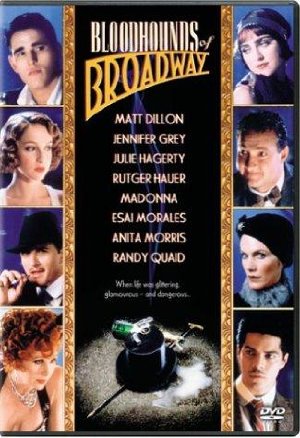 BLOODHOUNDS of
BROADWAY
MATT DILLON
JENNIFER GREY
JULIE HAGERTY
RUTGER HAUER
MADONNA
ESAI MORALES
ANITA MORRIS
RANDY QUAID
When life was glittering,
glamourous - and dangerous...
DVD